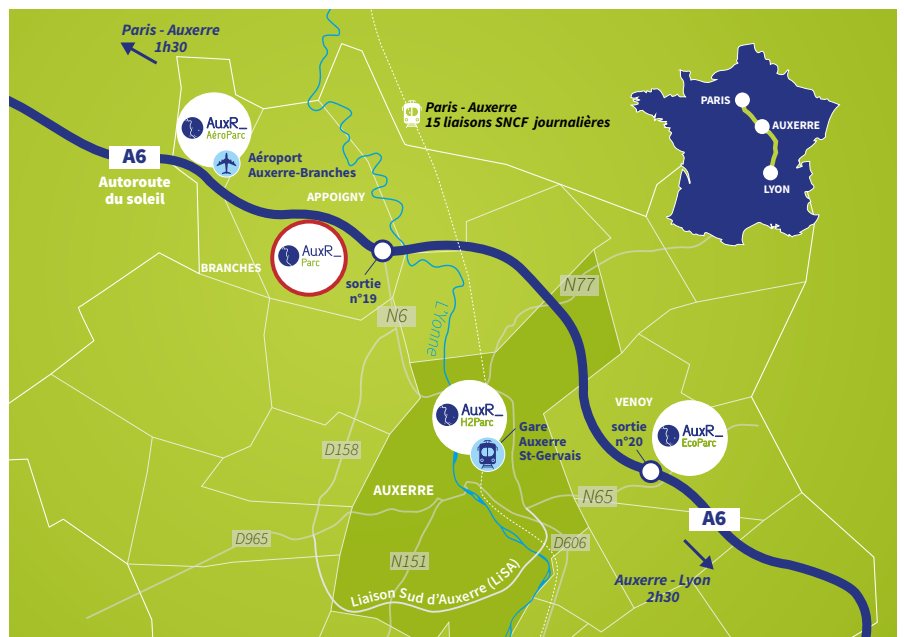 Paris - Auxerre
1h30
AuxR_
AéroParc
Aéroport
Auxerre-Branches
A6
Autoroute
du soleil
Paris - Auxerre
15 liaisons SNCF journalières
PARIS
AUXERRE
LYON
APPOIGNY
BRANCHES
AuxR_
Parc
sortie
n°19
N6
L'Yonne
N77
AuxR_
H2Parc
Gare
Auxerre
St-Gervais
VENOY
sortie
n°20
AuxR_
EcoParc
D158
AUXERRE
N65
A6
D965
N151
D606
Liaison Sud d'Auxerre (LiSA)
Auxerre - Lyon
2h30